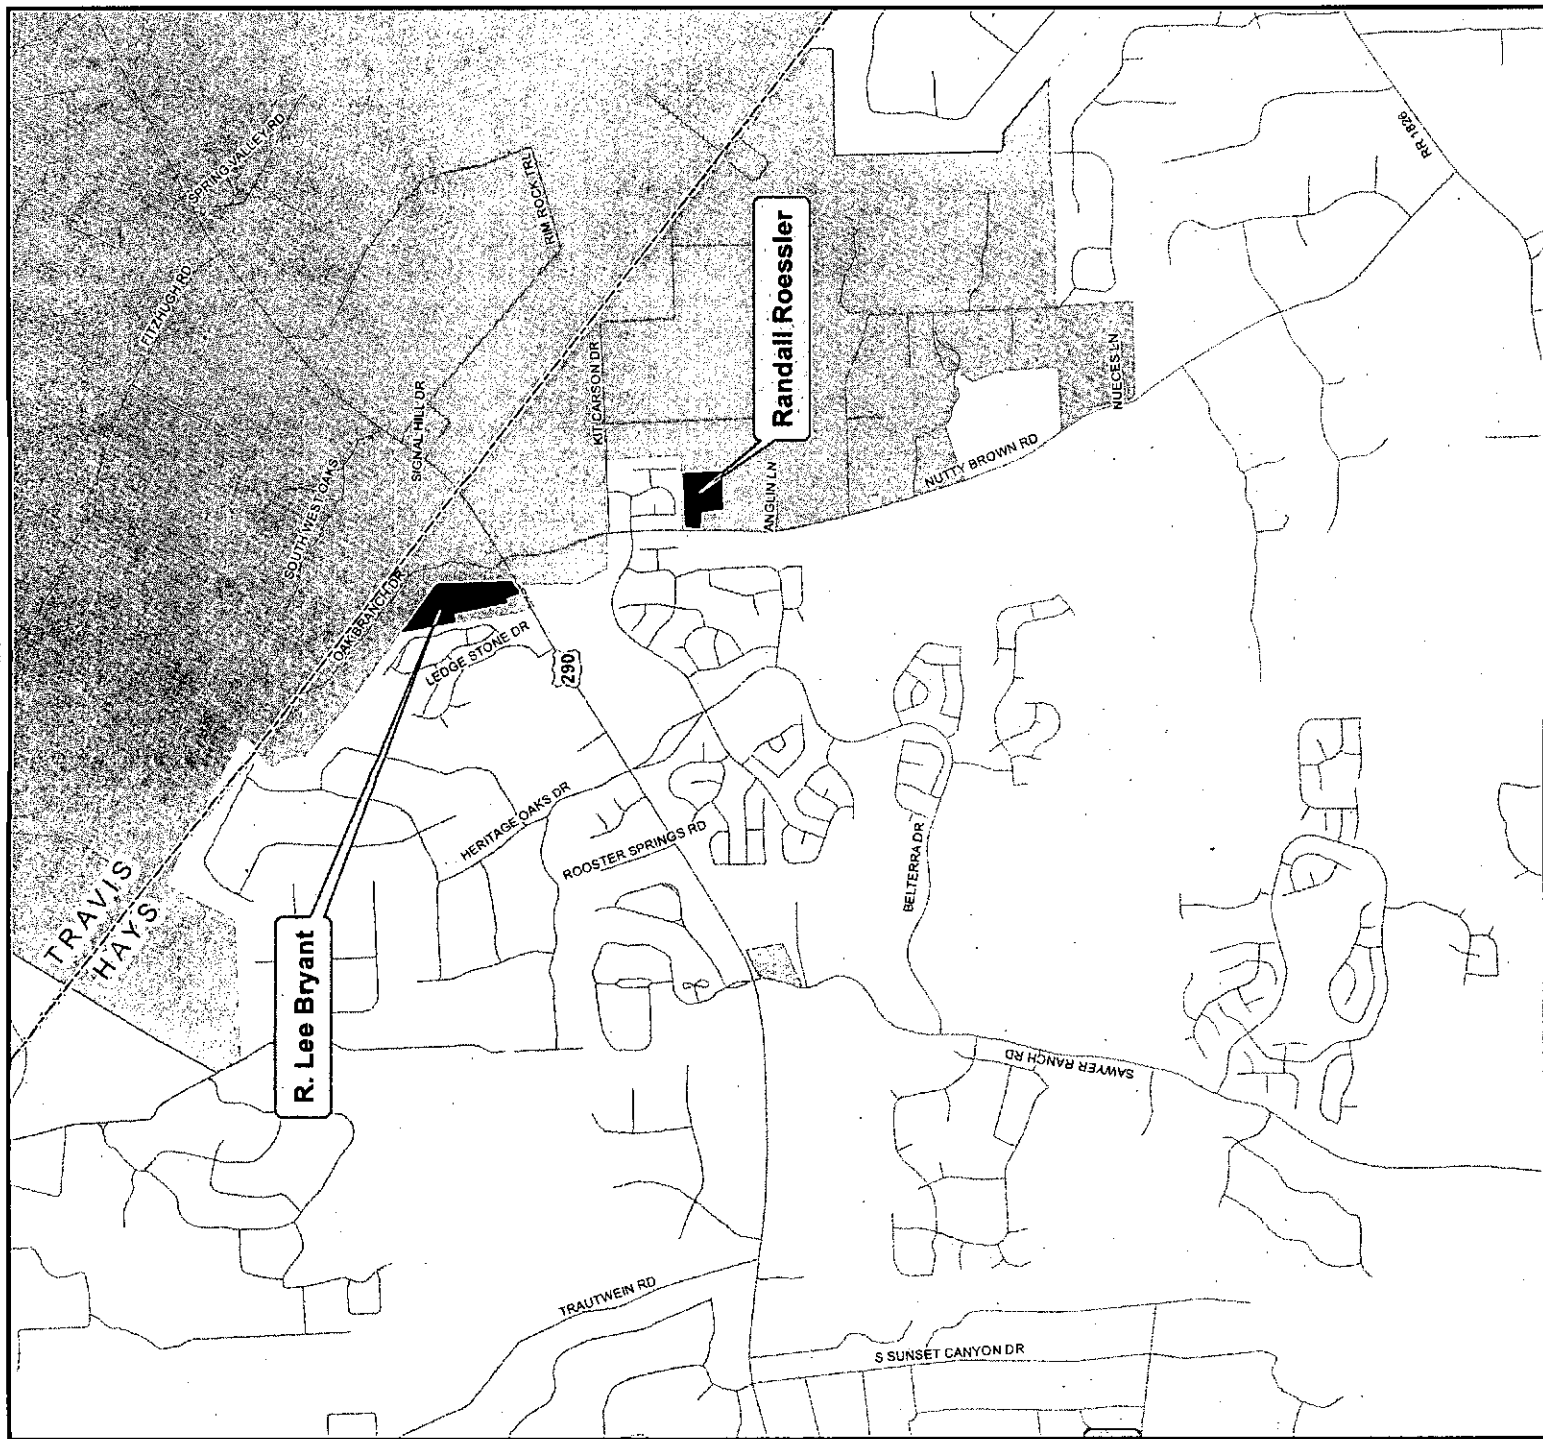 SPRING VALLEY RD
FITZHUGH RD
RIM ROCK TRL
RR 1826
SIGNAL HILL DR
KIT CARSON DR
Randall Roessler
NUECES LN
SOUTH WEST OAKS
NUTTY BROWN RD
ANGLIN LN
OAK BRANCH DR
LEDGE STONE DR
290
HERITAGE OAKS DR
ROOSTER SPRINGS RD
BELTERRA DR
TRAVIS
HAYS
R. Lee Bryant
SAWYER RANCH RD
TRAUTWEIN RD
S SUNSET CANYON DR